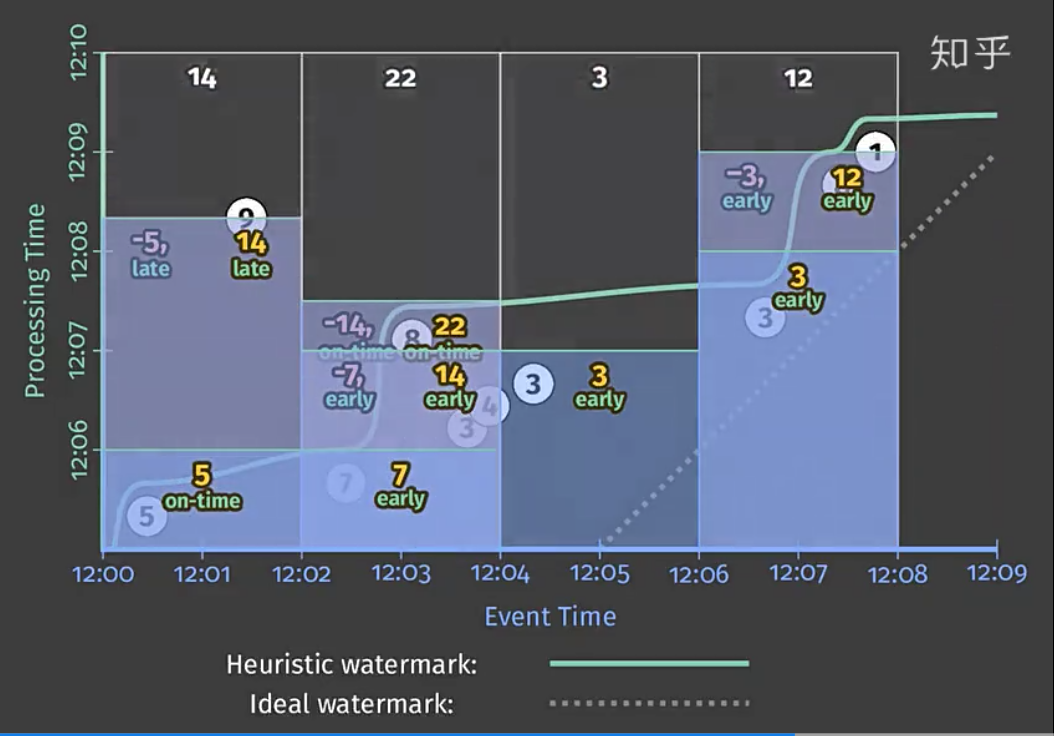 知乎
12:10
14
22
3
12
12:09
1
-3,
12
early
early
9
-5,
14
late
late
12:08
3
early
3
-14,
8
22
on-time
on-time
12:07
-7,
14
early
early
4
3
3
3
early
12:06
5
on-time
5
7
early
7
Processing Time
12:00
12:01
12:02
12:03
12:04
12:05
12:06
12:07
12:08
12:09
Event Time
Heuristic watermark:
Ideal watermark: